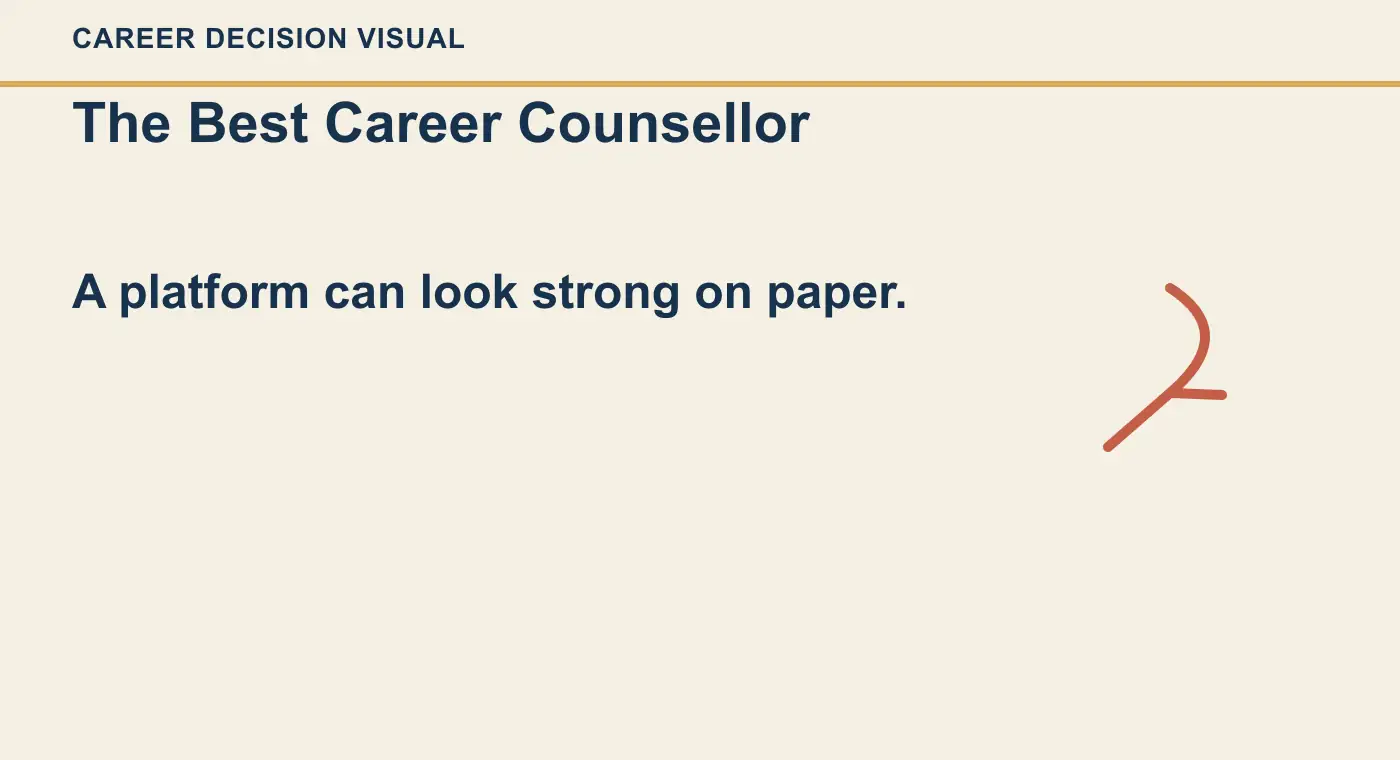 CAREER DECISION VISUAL
The Best Career Counsellor
A platform can look strong on paper.